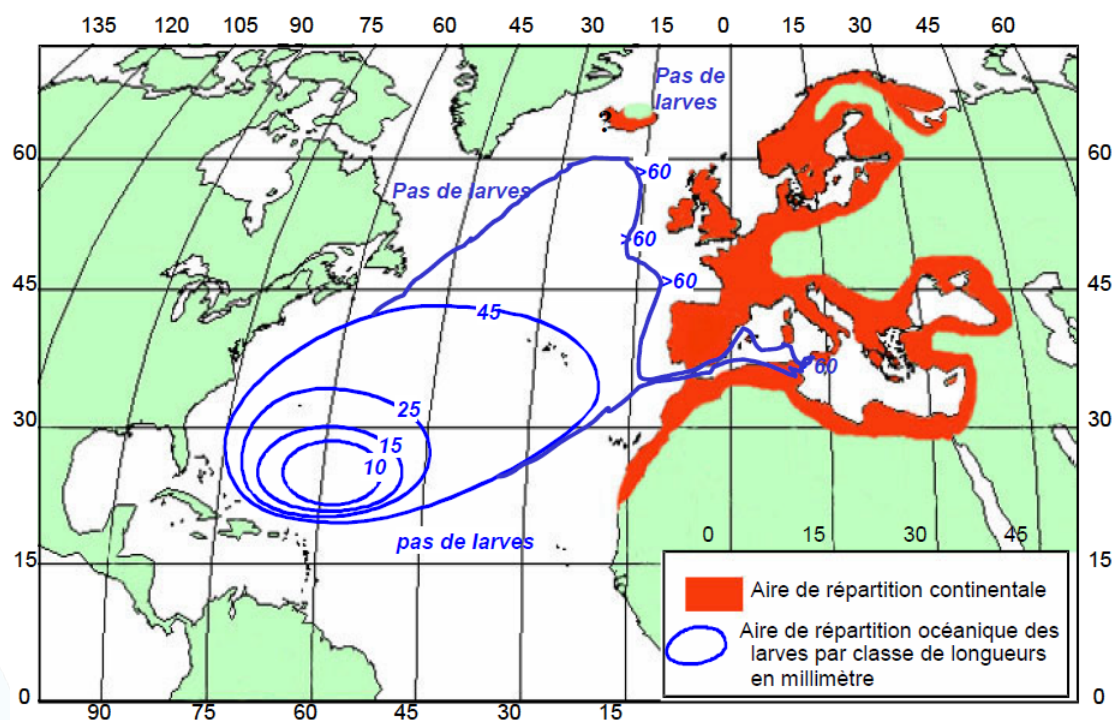 135 120 105 90 75 60 45 30 15 0 15 30 45 60
Pas de
larves
?
60
>60
60
Pas de larves
>60
>60
45
45
45
>60
25
30
15
30
10
pas de larves
0 15 30 45
15
15
Aire de répartition continentale
Aire de répartition océanique des
larves par classe de longueurs
en millimètre
0
0
90 75 60 45 30 15